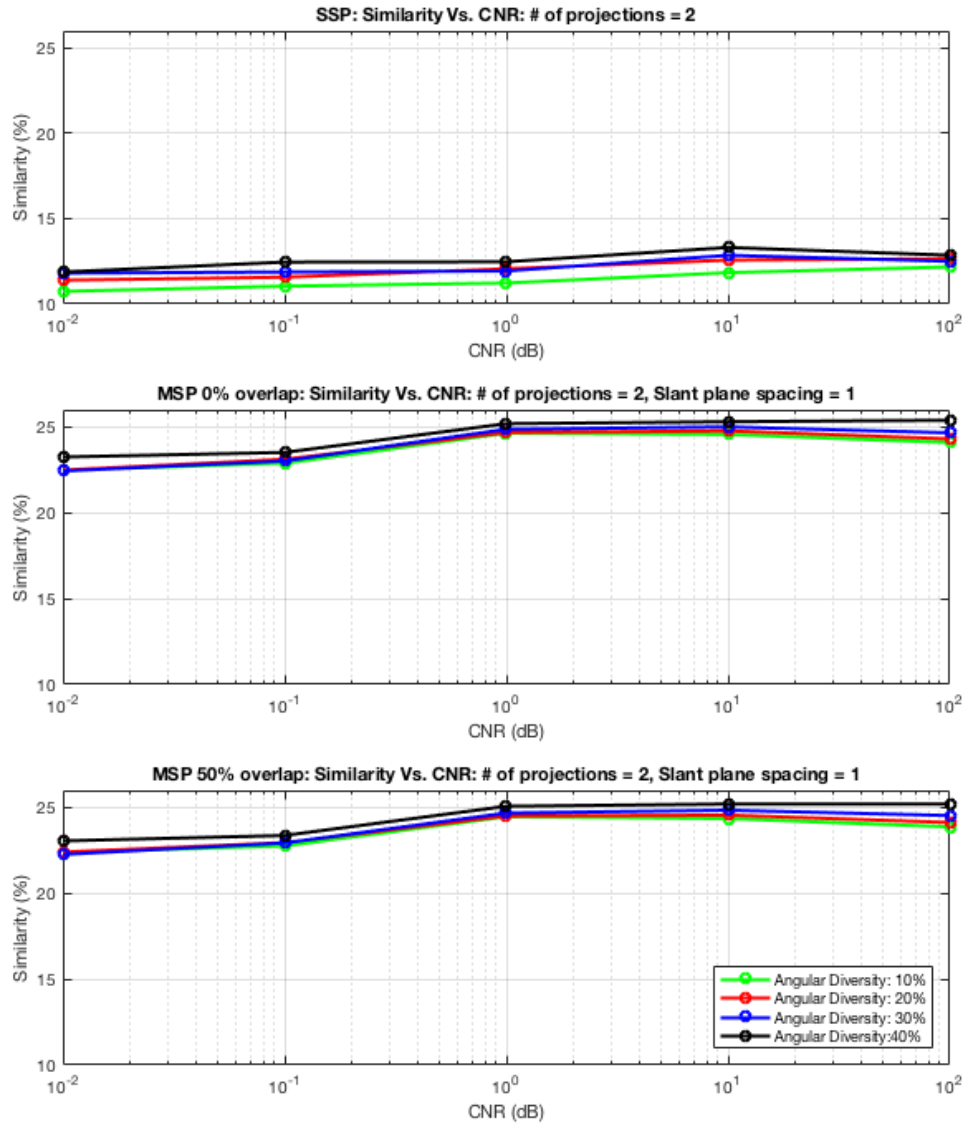 SSP: Similarity Vs. CNR: # of projections = 2
25
20
15
10
Similarity (%)
10^-2 10^-1 10^0 10^1 10^2
CNR (dB)
MSP 0% overlap: Similarity Vs. CNR: # of projections = 2, Slant plane spacing = 1
25
20
15
10
Similarity (%)
10^-2 10^-1 10^0 10^1 10^2
CNR (dB)
MSP 50% overlap: Similarity Vs. CNR: # of projections = 2, Slant plane spacing = 1
25
20
15
10
Similarity (%)
Angular Diversity: 10%
Angular Diversity: 20%
Angular Diversity: 30%
Angular Diversity:40%
10^-2 10^-1 10^0 10^1 10^2
CNR (dB)